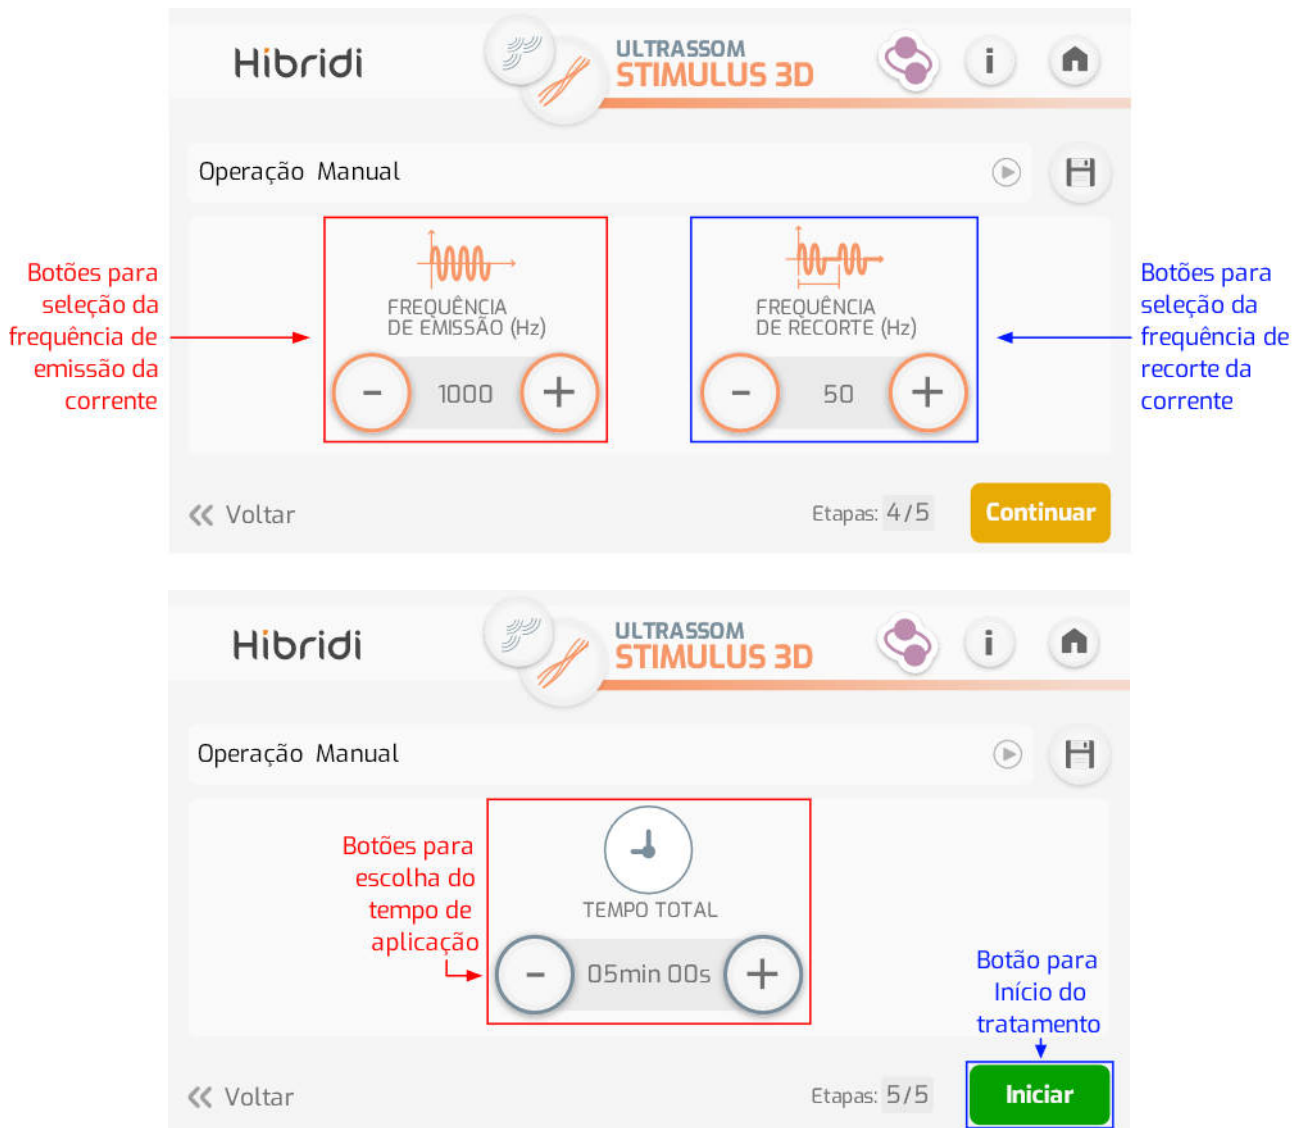 Hibridi
ULTRASSOM
STIMULUS 3D
i
Operação Manual
Botões para
seleção da
frequência de
emissão da
corrente
FREQUÊNCIA
DE EMISSÃO (Hz)
- 1000 +
FREQUÊNCIA
DE RECORTE (Hz)
- 50 +
Botões para
seleção da
frequência de
recorte da
corrente
Voltar
Etapas: 4/5
Continuar
Hibridi
ULTRASSOM
STIMULUS 3D
i
Operação Manual
Botões para
escolha do
tempo de
aplicação
TEMPO TOTAL
- 05min 00s +
Botão para
Início do
tratamento
Voltar
Etapas: 5/5
Iniciar